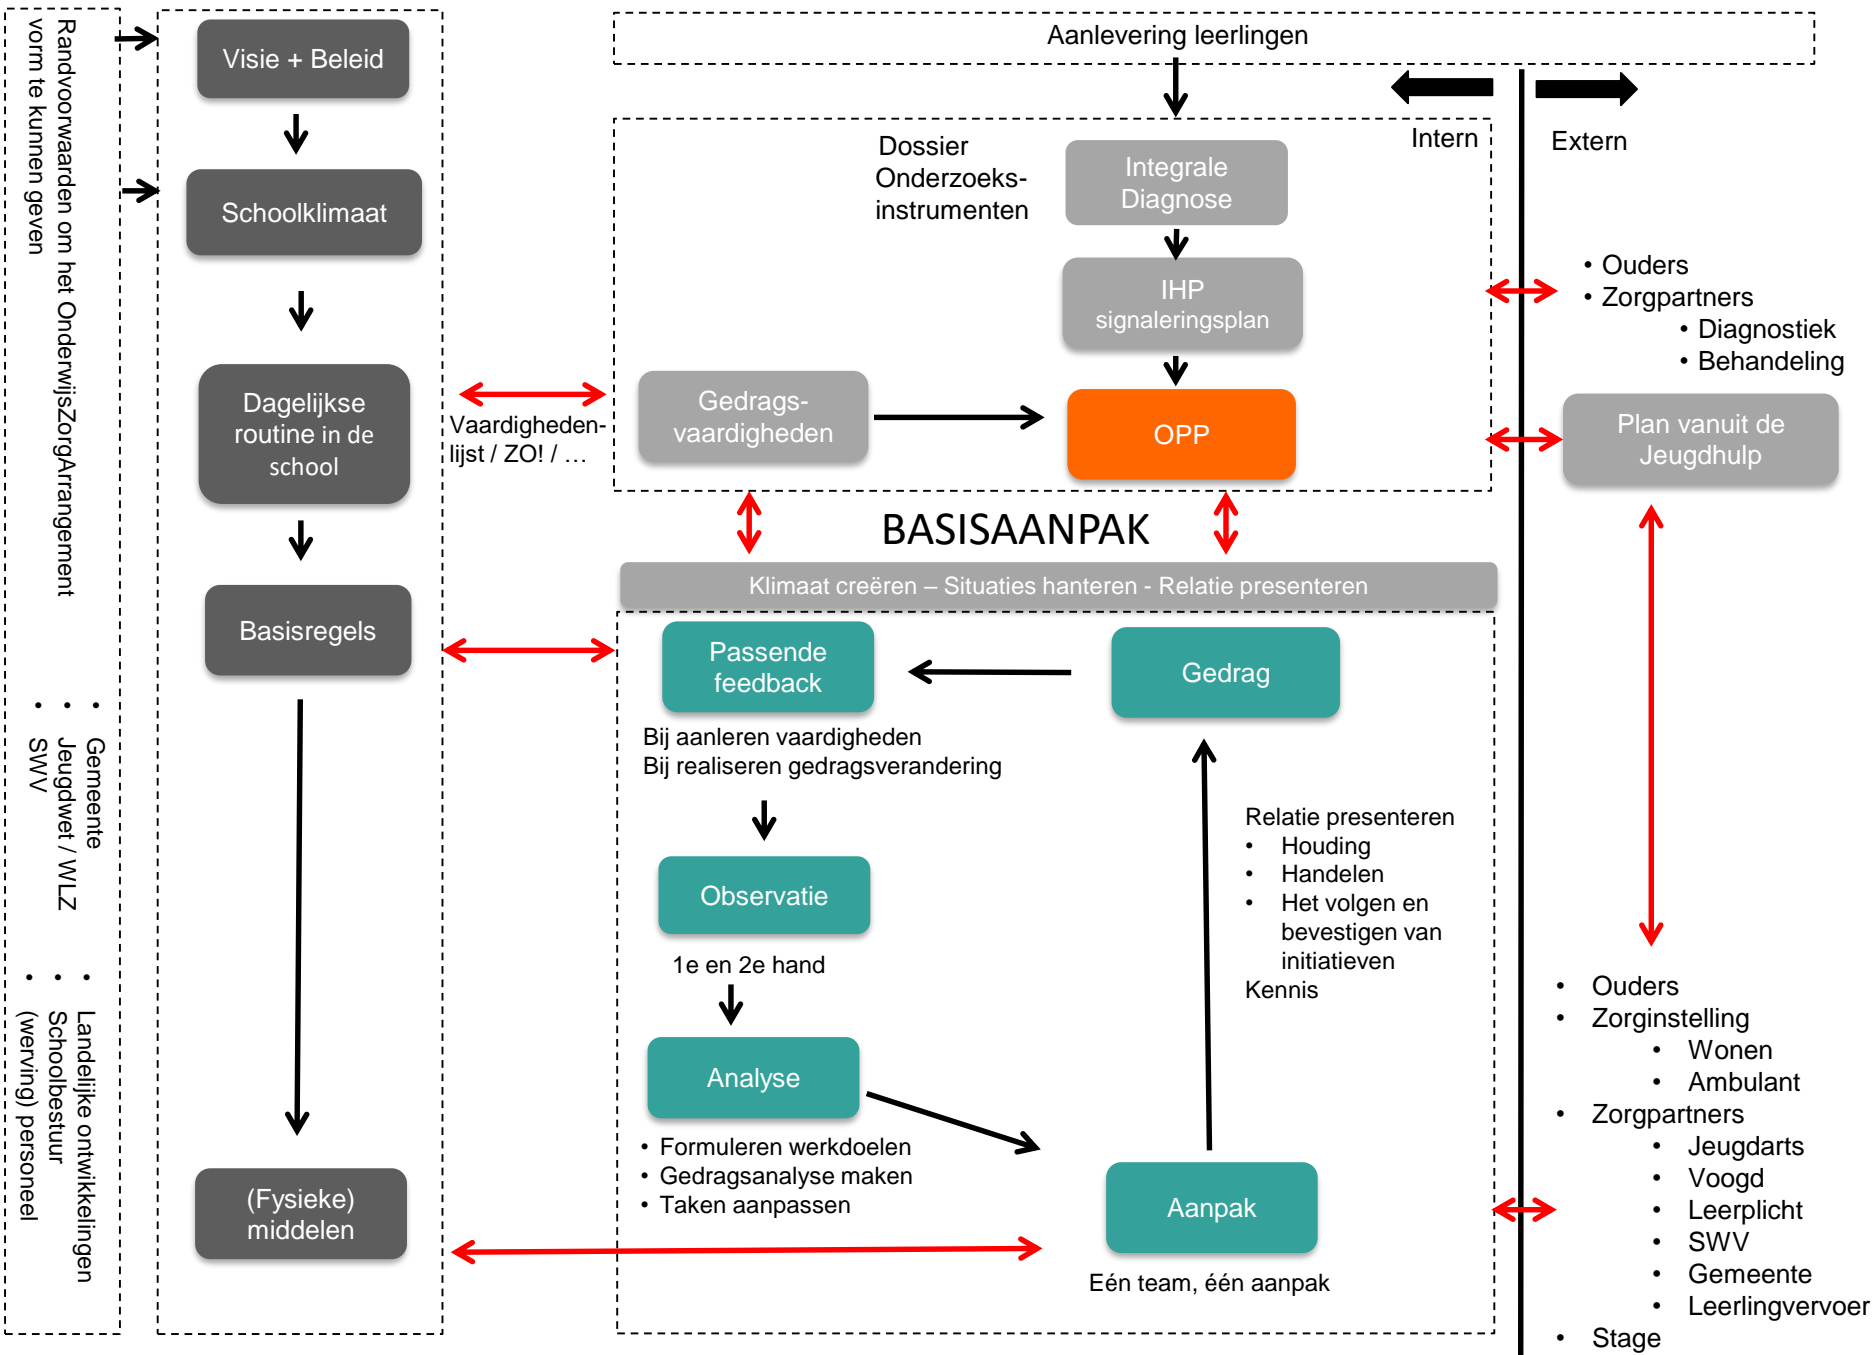 Randvoorwaarden om het OnderwijsZorgArrangement
vorm te kunnen geven
• Gemeente
• Jeugdwet / WLZ
• SWV
• Landelijke ontwikkelingen
• Schoolbestuur
• (werving) personeel
Visie + Beleid
Schoolklimaat
Dagelijkse
routine in de
school
Basisregels
(Fysieke)
middelen
Vaardigheden-
lijst / ZO! / …
Aanlevering leerlingen
Intern
Extern
Dossier
Onderzoeks-
instrumenten
Integrale
Diagnose
IHP
signaleringsplan
Gedrags-
vaardigheden
OPP
BASISAANPAK
Klimaat creëren – Situaties hanteren - Relatie presenteren
Passende
feedback
Gedrag
Bij aanleren vaardigheden
Bij realiseren gedragsverandering
Observatie
1e en 2e hand
Analyse
• Formuleren werkdoelen
• Gedragsanalyse maken
• Taken aanpassen
Relatie presenteren
• Houding
• Handelen
• Het volgen en
bevestigen van
initiatieven
Kennis
Aanpak
Eén team, één aanpak
• Ouders
• Zorgpartners
• Diagnostiek
• Behandeling
Plan vanuit de
Jeugdhulp
• Ouders
• Zorginstelling
• Wonen
• Ambulant
• Zorgpartners
• Jeugdarts
• Voogd
• Leerplicht
• SWV
• Gemeente
• Leerlingvervoer
• Stage